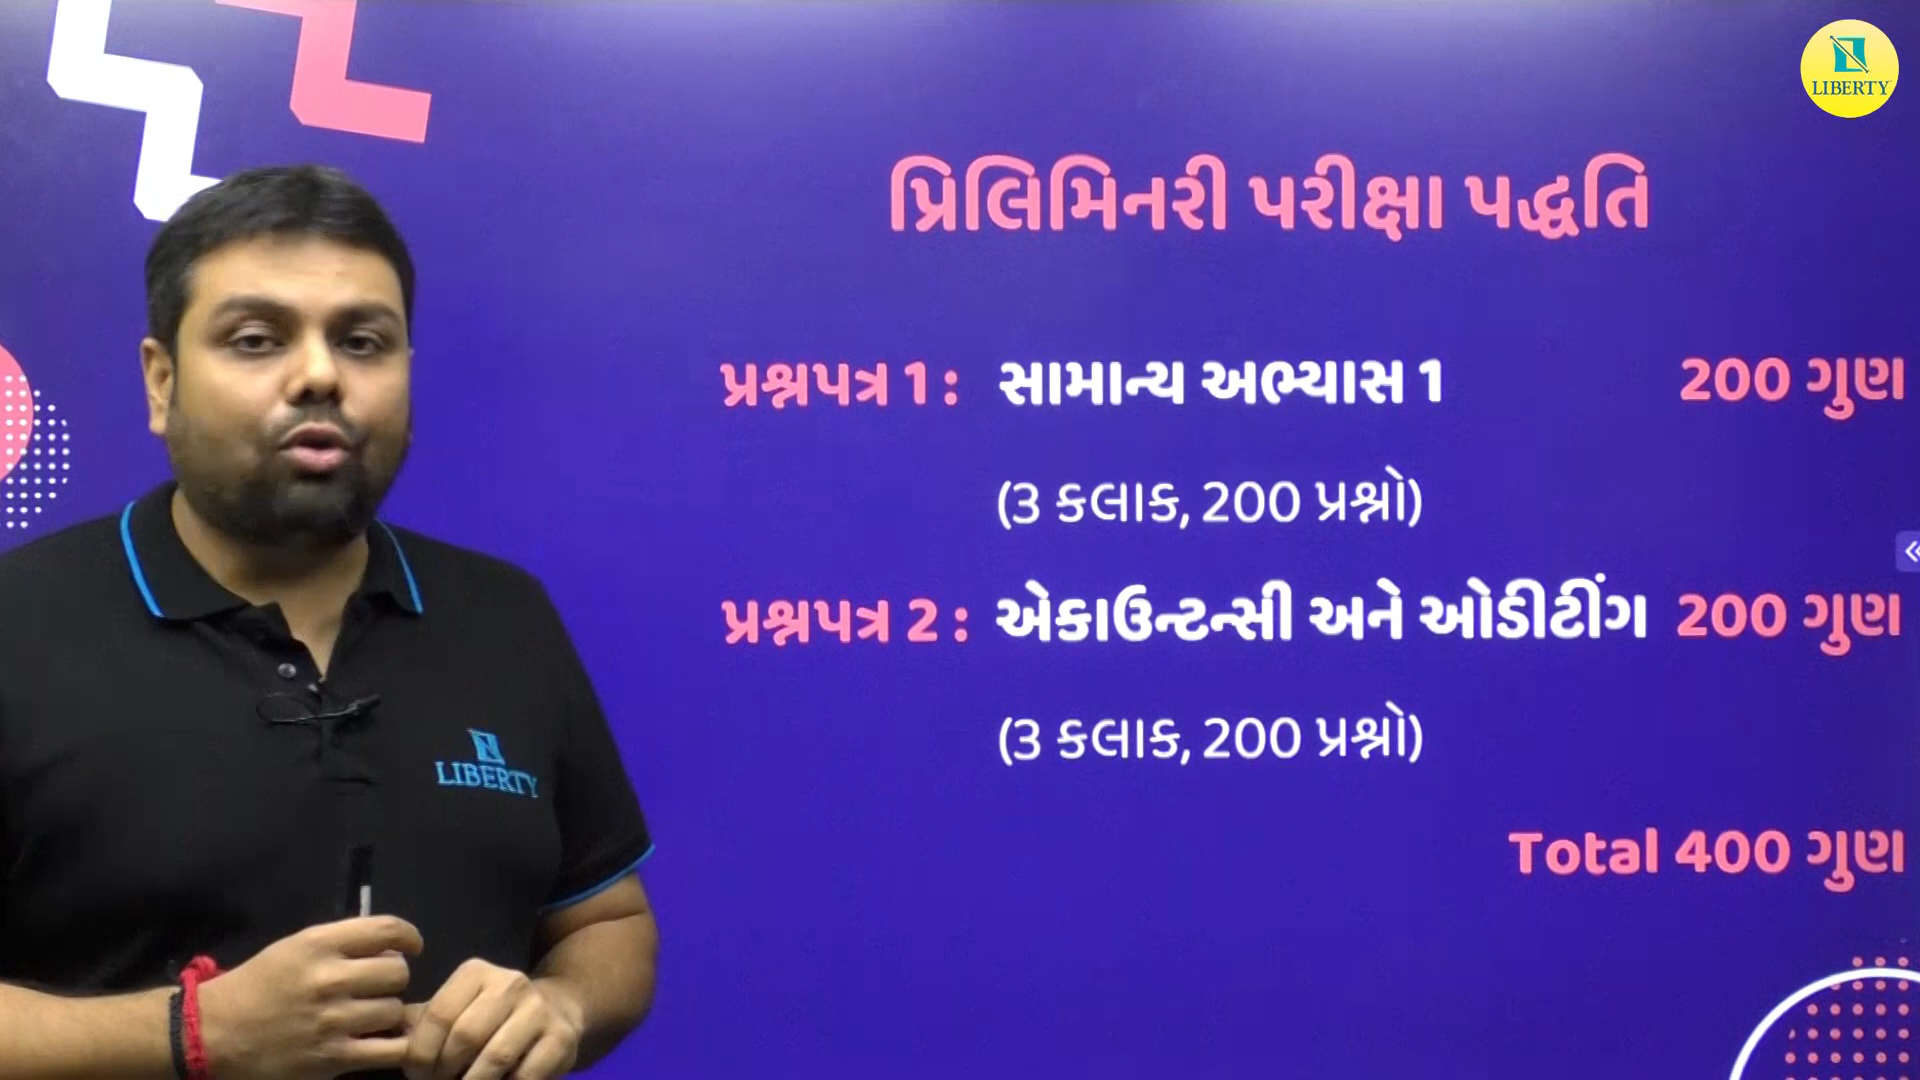 LIBERTY
પ્રિલિમિનરી પરીક્ષા પદ્ધતિ
પ્રશ્નપત્ર 1 : સામાન્ય અભ્યાસ 1 200 ગુણ
(3 કલાક, 200 પ્રશ્નો)
પ્રશ્નપત્ર 2 : એકાઉન્ટન્સી અને ઓડીટીંગ 200 ગુણ
(3 કલાક, 200 પ્રશ્નો)
Total 400 ગુણ
LIBERTY